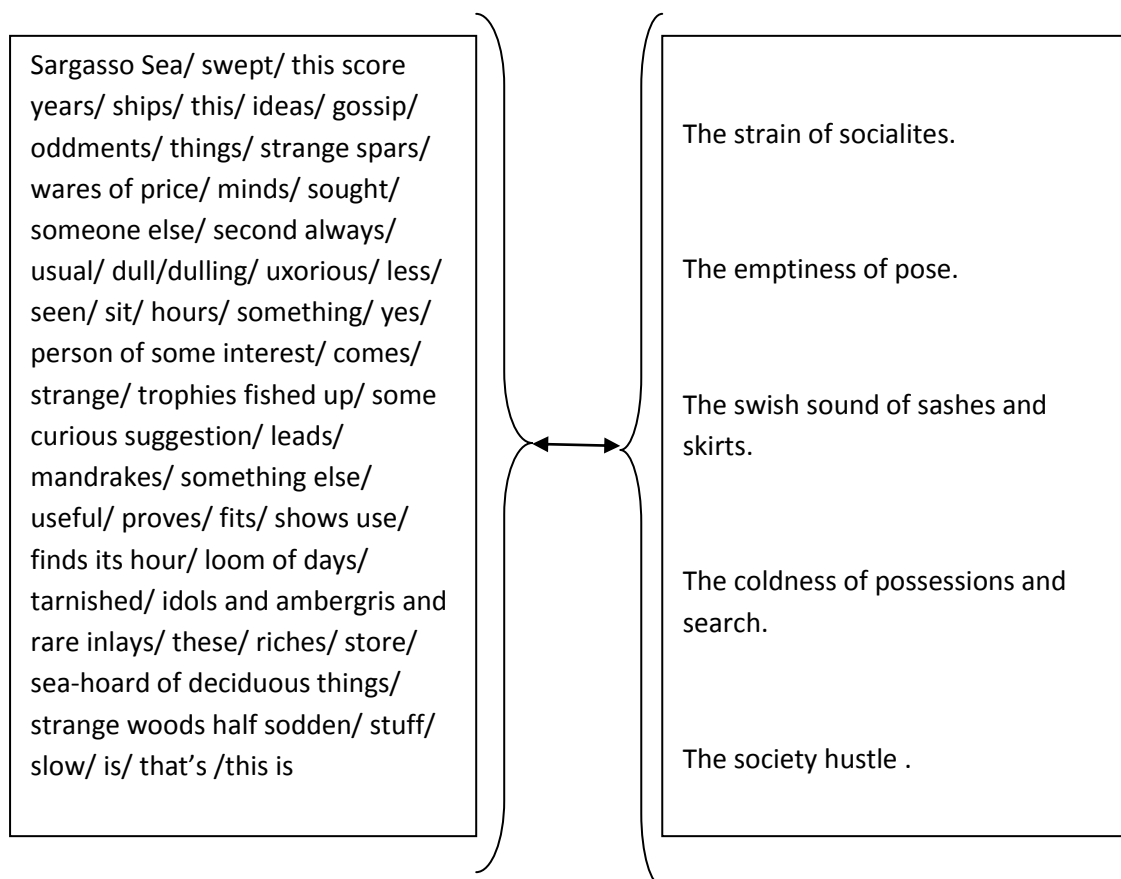 Sargasso Sea/ swept/ this score
years/ ships/ this/ ideas/ gossip/
oddments/ things/ strange spars/
wares of price/ minds/ sought/
someone else/ second always/
usual/ dull/dulling/ uxorious/ less/
seen/ sit/ hours/ something/ yes/
person of some interest/ comes/
strange/ trophies fished up/ some
curious suggestion/ leads/
mandrakes/ something else/
useful/ proves/ fits/ shows use/
finds its hour/ loom of days/
tarnished/ idols and ambergris and
rare inlays/ these/ riches/ store/
sea-hoard of deciduous things/
strange woods half sodden/ stuff/
slow/ is/ that’s /this is
The strain of socialites.
The emptiness of pose.
The swish sound of sashes and
skirts.
The coldness of possessions and
search.
The society hustle .